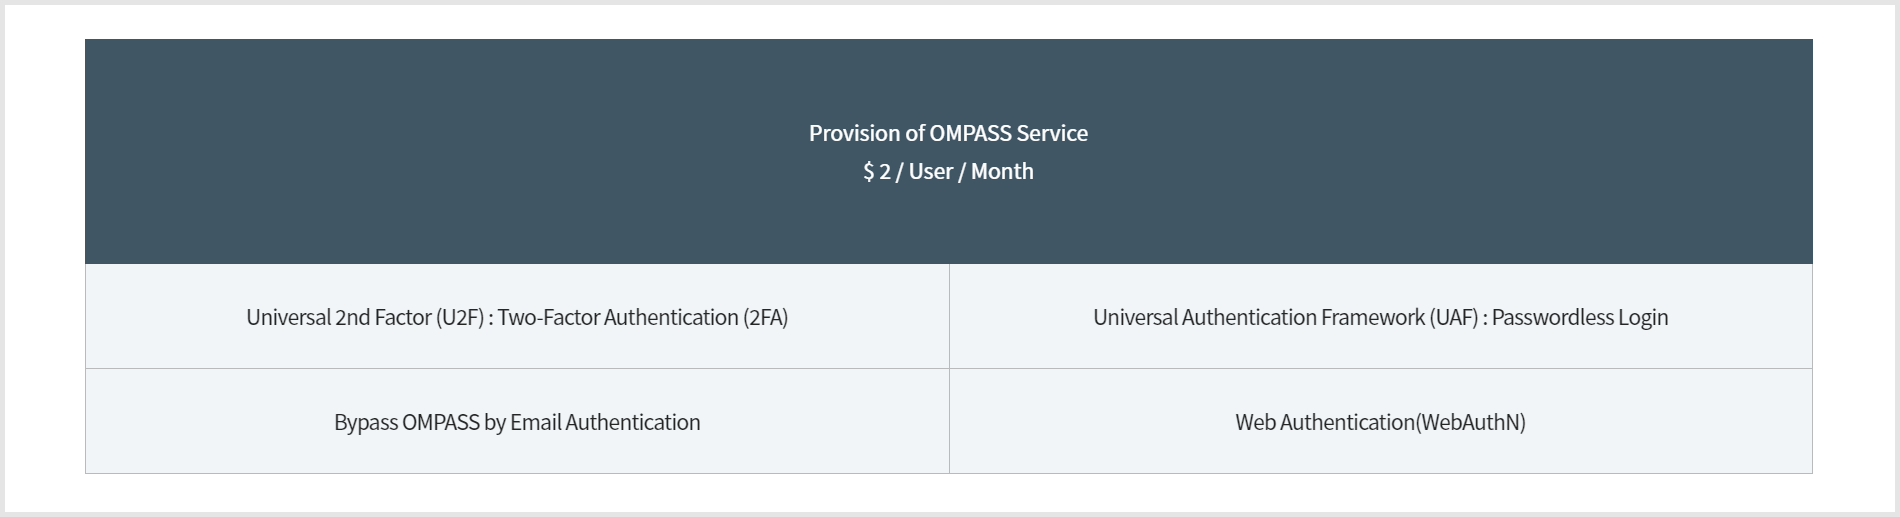 Provision of OMPASS Service
$ 2 / User / Month
Universal 2nd Factor (U2F) : Two-Factor Authentication (2FA)
Universal Authentication Framework (UAF) : Passwordless Login
Bypass OMPASS by Email Authentication
Web Authentication(WebAuthN)